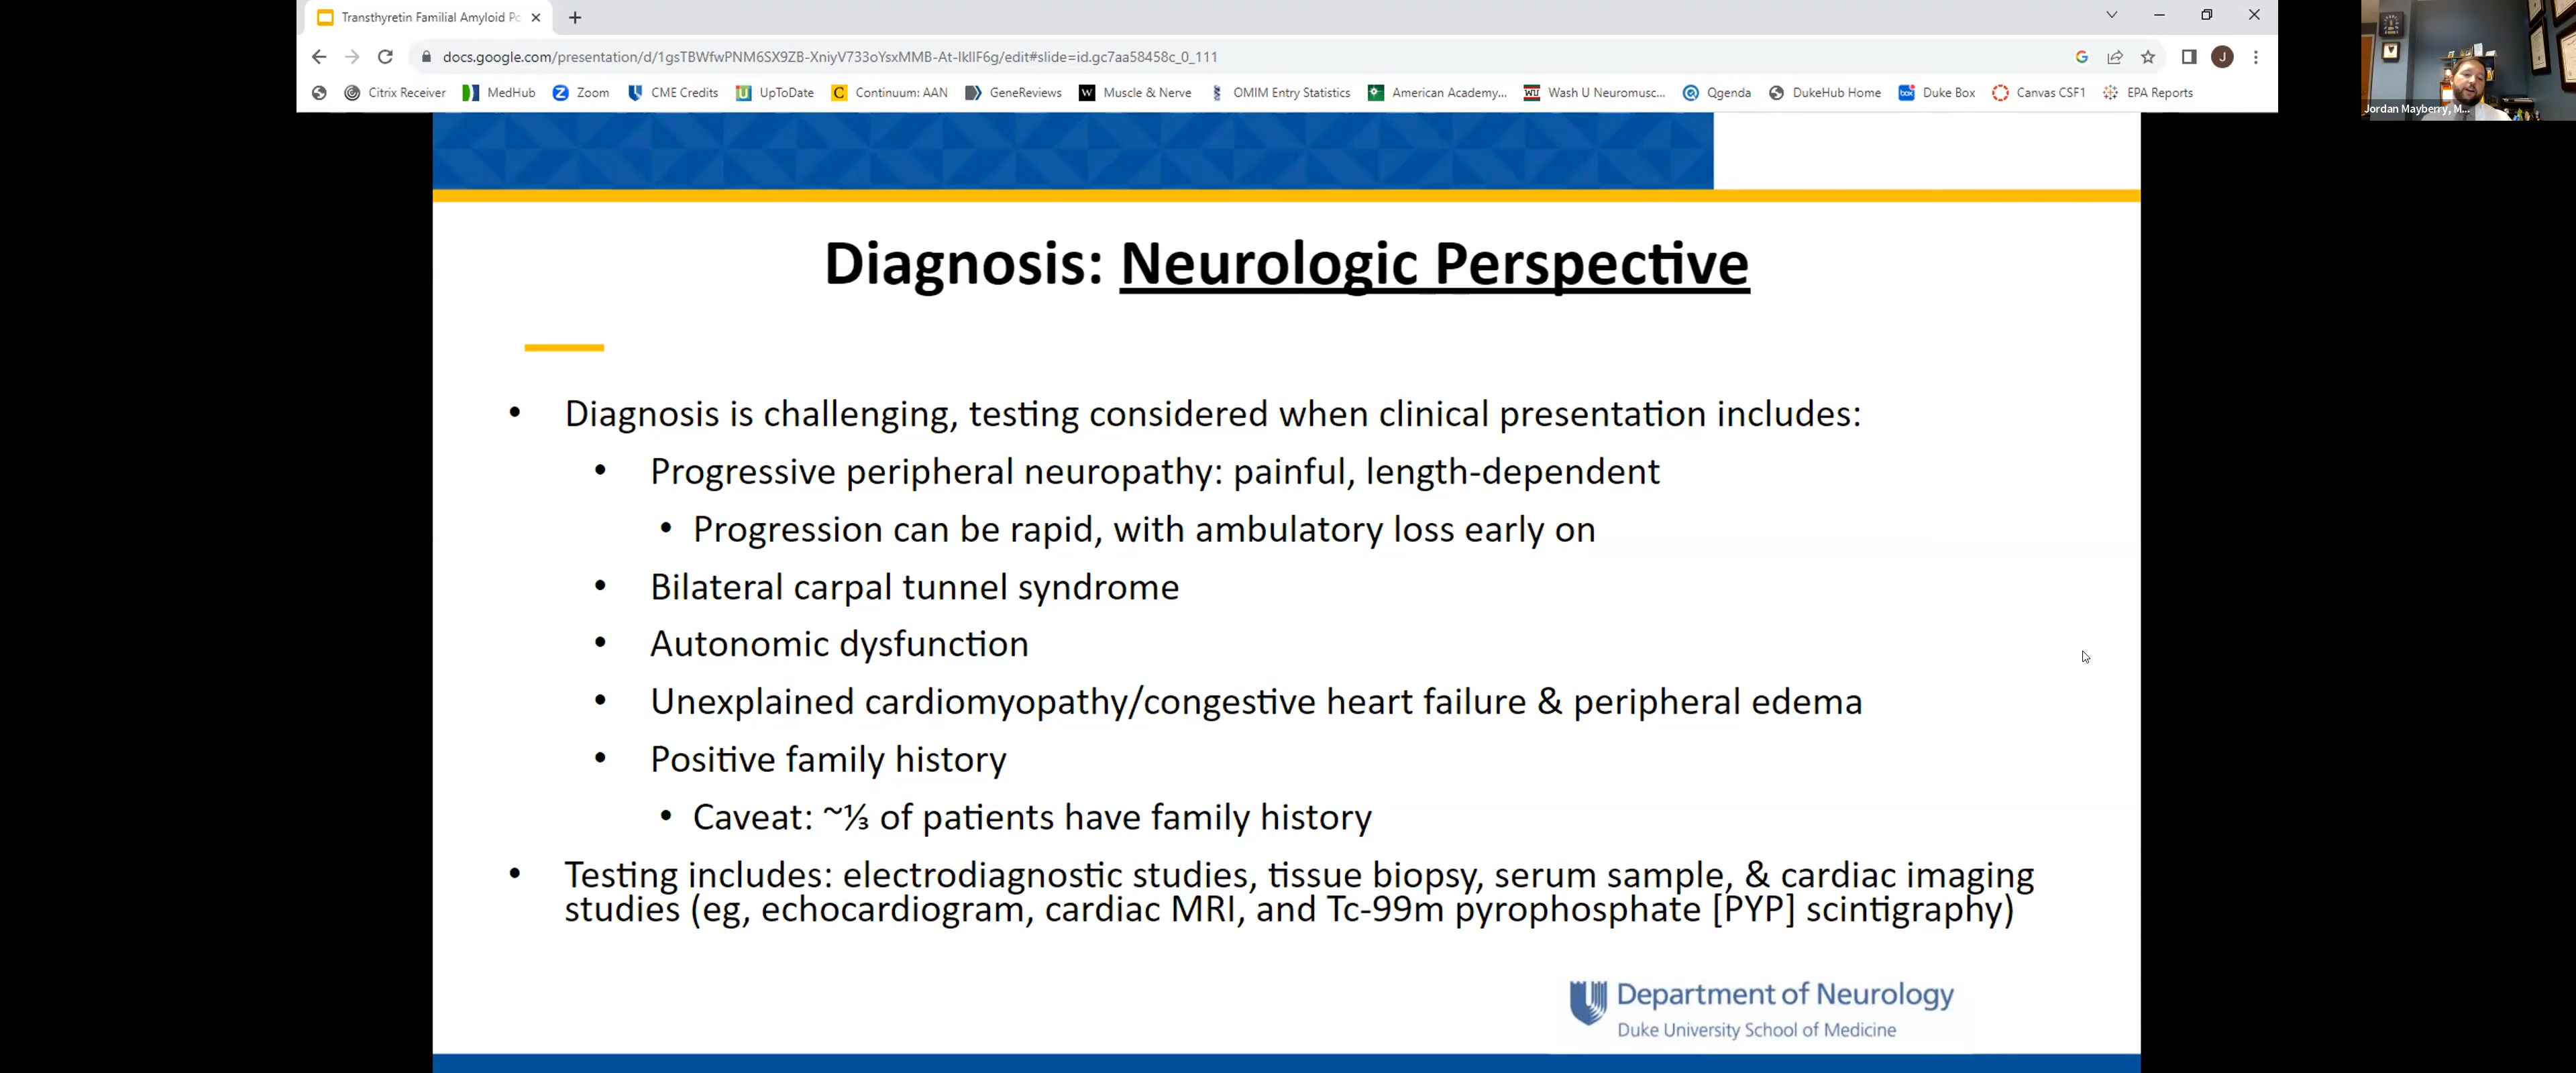 Transthyretin Familial Amyloid Po
docs.google.com/presentation/d/1gsTBWfwPNM6SX9ZB-XniyV733oYsxMMB-At-IkIIF6g/edit#slide=id.gc7aa58458c_0_111
J
Citrix Receiver MedHub Zoom CME Credits UpToDate Continuum: AAN GeneReviews Muscle & Nerve OMIM Entry Statistics American Academy... Wash U Neuromusc... Qgenda DukeHub Home Duke Box Canvas CSF1 EPA Reports
Jordan Mayberry, M...
Diagnosis: Neurologic Perspective
• Diagnosis is challenging, testing considered when clinical presentation includes:
• Progressive peripheral neuropathy: painful, length-dependent
• Progression can be rapid, with ambulatory loss early on
• Bilateral carpal tunnel syndrome
• Autonomic dysfunction
• Unexplained cardiomyopathy/congestive heart failure & peripheral edema
• Positive family history
• Caveat: ~⅓ of patients have family history
• Testing includes: electrodiagnostic studies, tissue biopsy, serum sample, & cardiac imaging
studies (eg, echocardiogram, cardiac MRI, and Tc-99m pyrophosphate [PYP] scintigraphy)
Department of Neurology
Duke University School of Medicine